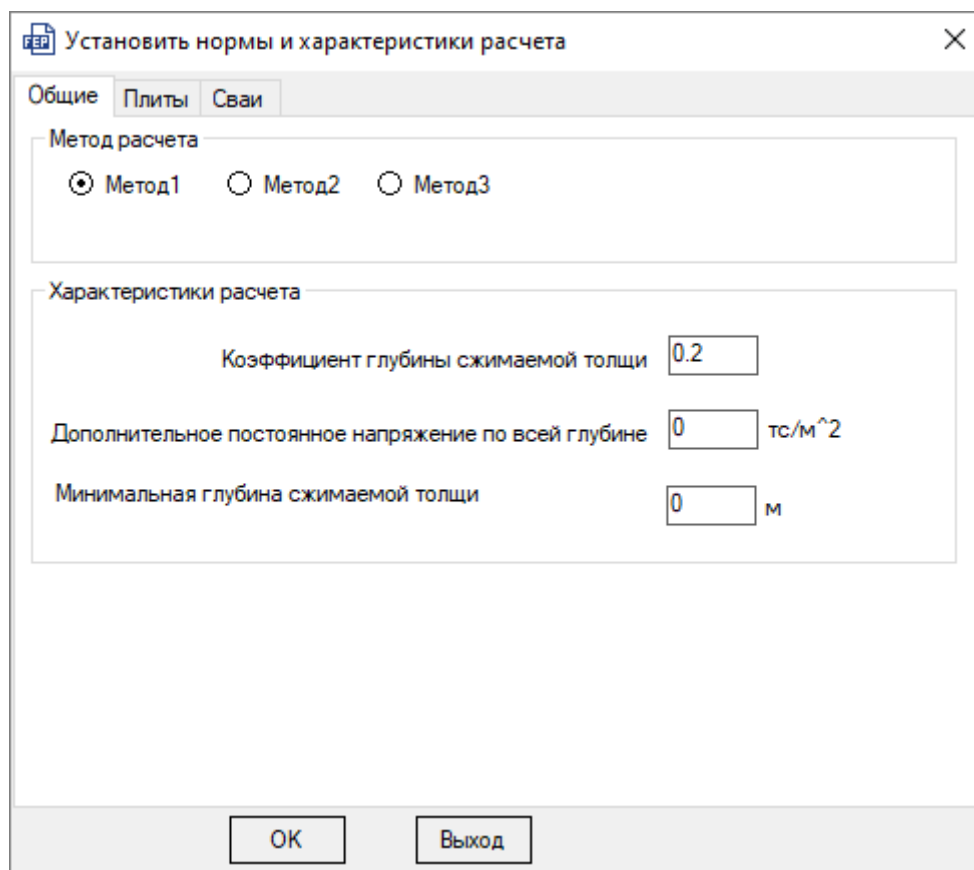 FEP Установить нормы и характеристики расчета
Общие Плиты Сваи
Метод расчета
Метод1 Метод2 Метод3
Характеристики расчета
Коэффициент глубины сжимаемой толщи 0.2
Дополнительное постоянное напряжение по всей глубине 0 тс/м^2
Минимальная глубина сжимаемой толщи 0 м
OK Выход